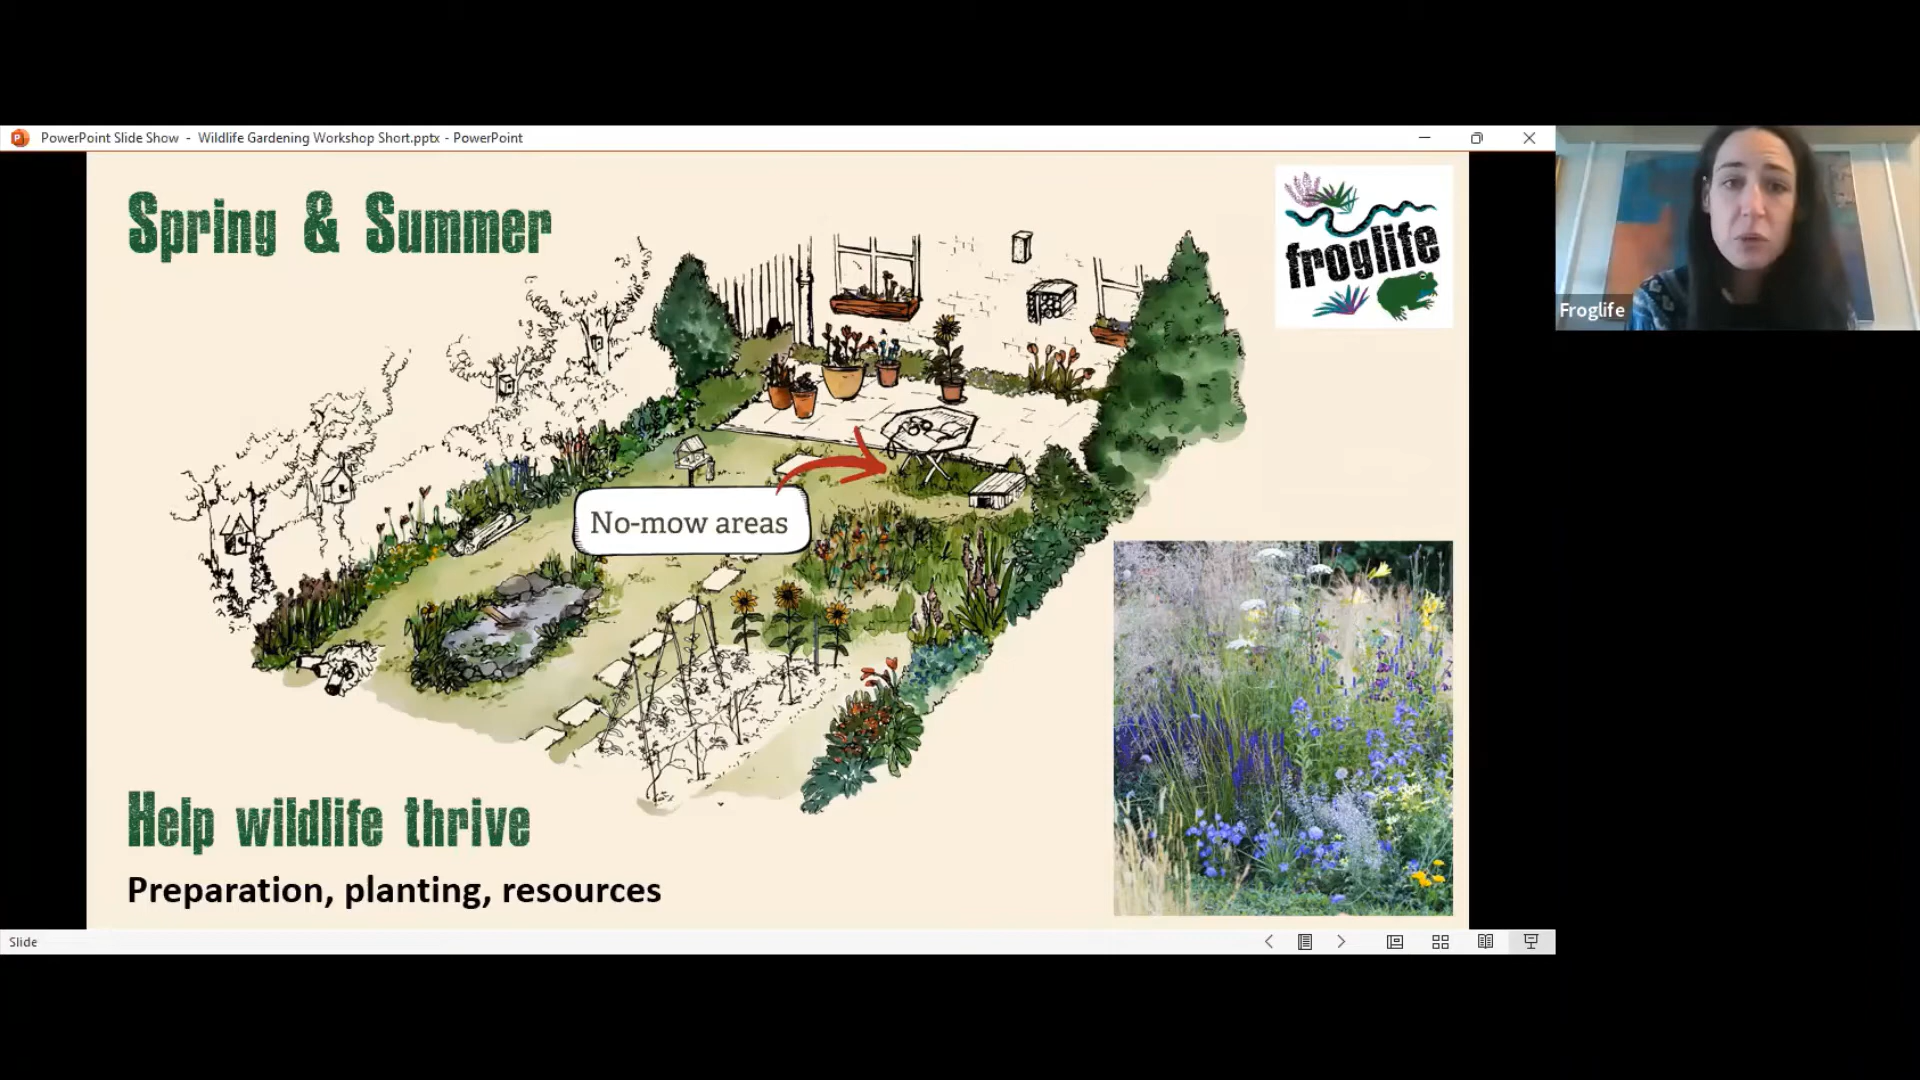 PowerPoint Slide Show - Wildlife Gardening Workshop Short.pptx - PowerPoint
Spring & Summer
froglife
Froglife
No-mow areas
Help wildlife thrive
Preparation, planting, resources
Slide